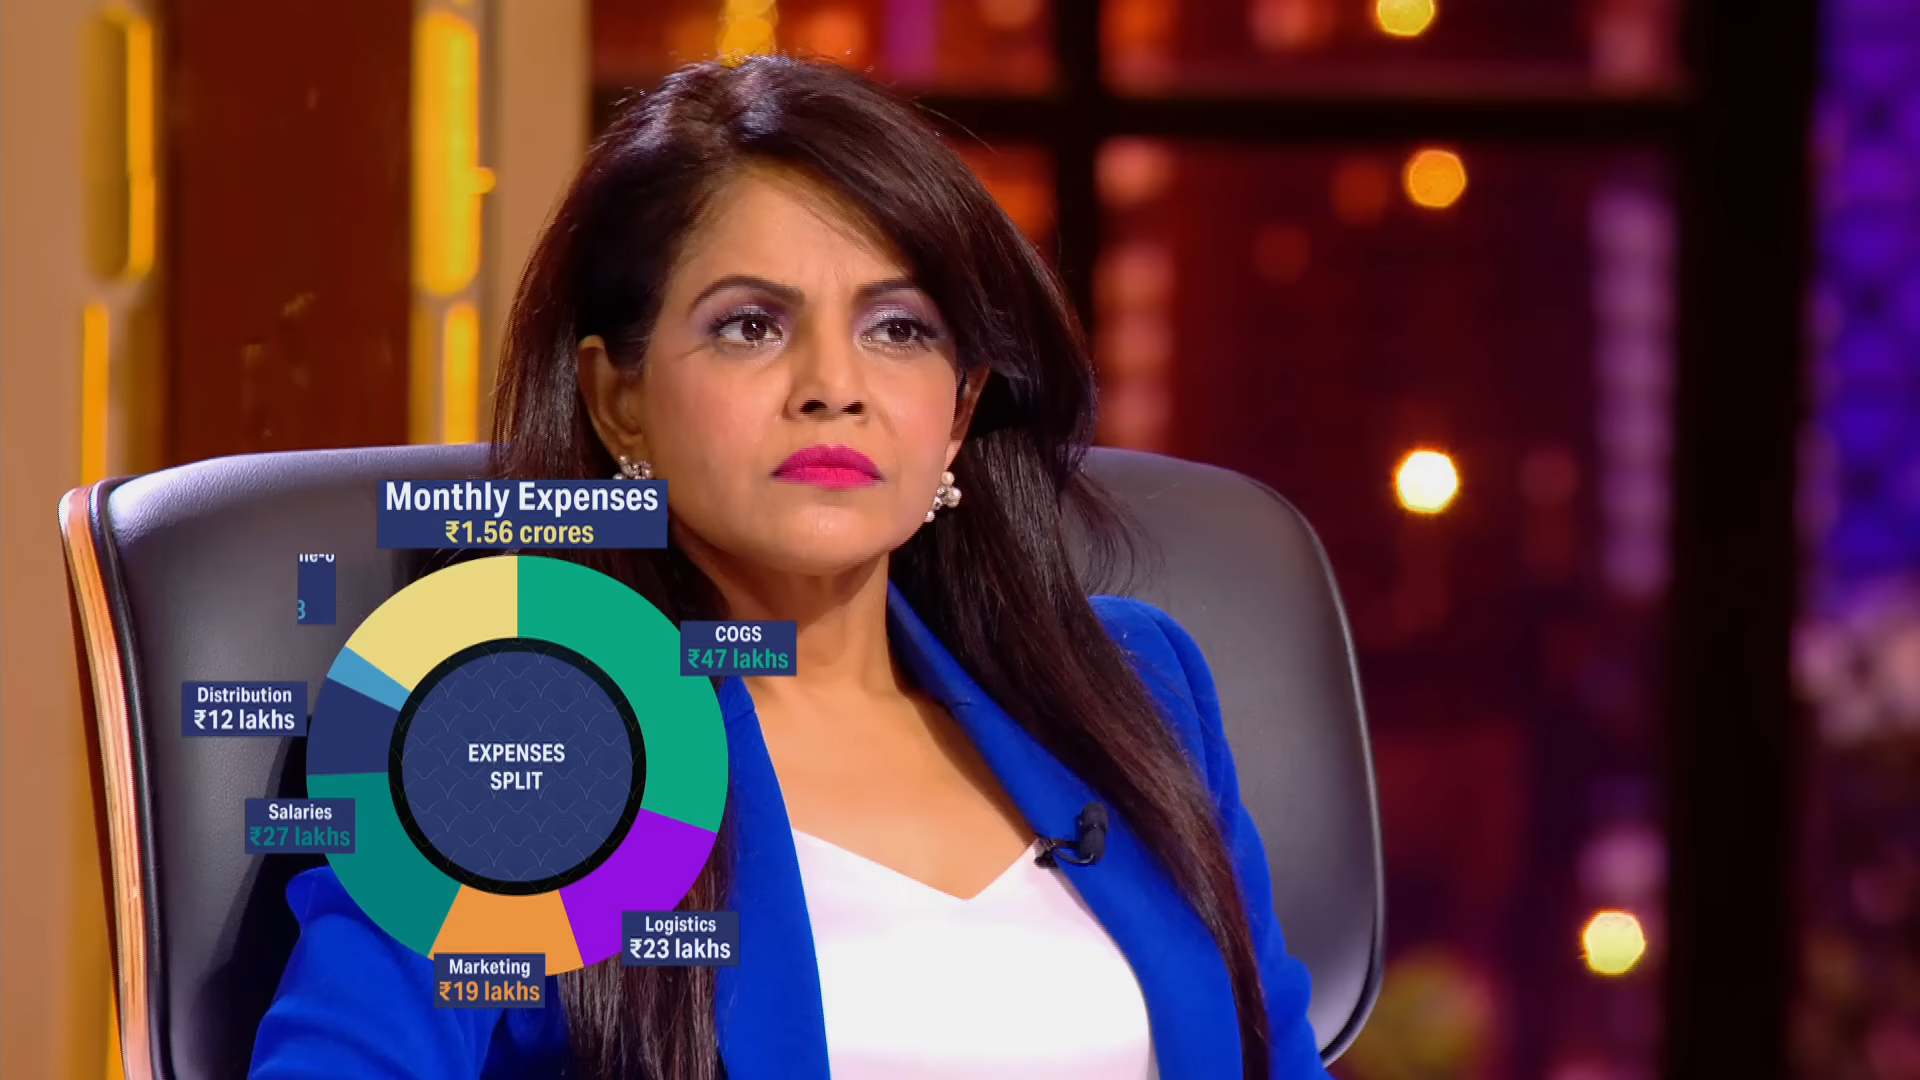 Monthly Expenses
₹1.56 crores
COGS
₹47 lakhs
Distribution
₹12 lakhs
EXPENSES
SPLIT
Salaries
₹27 lakhs
Logistics
₹23 lakhs
Marketing
₹19 lakhs